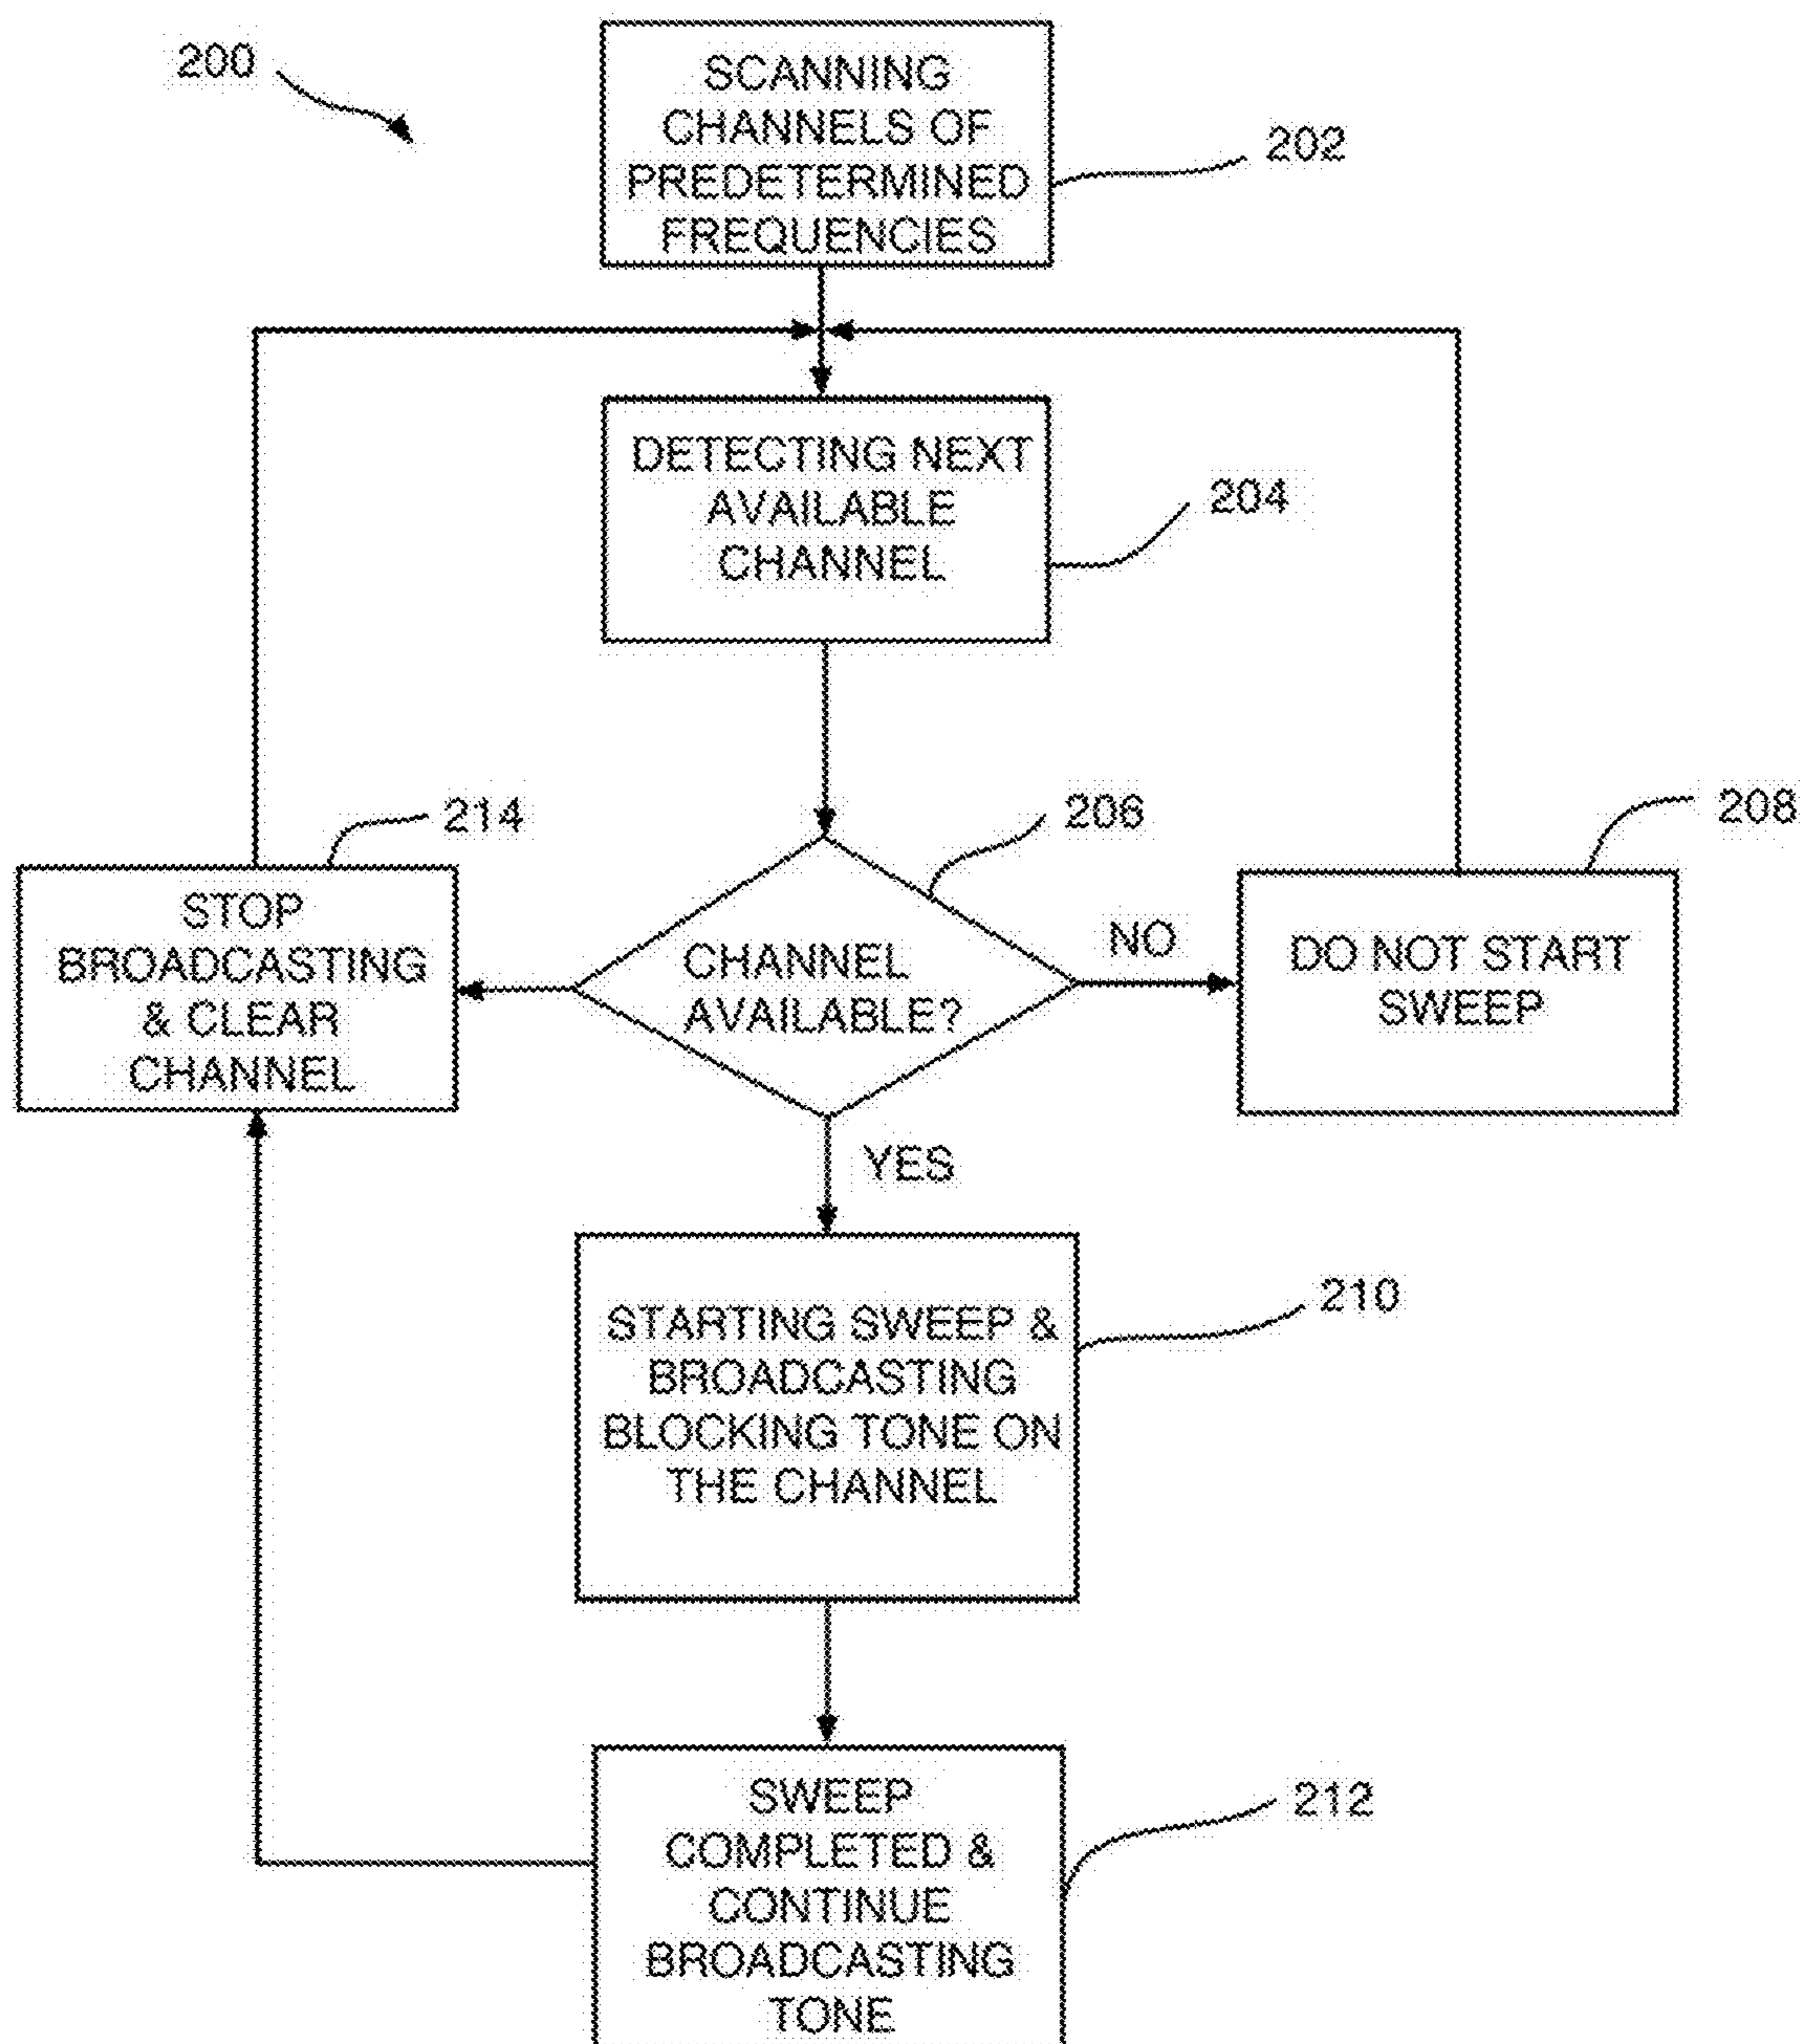 200
SCANNING
CHANNELS OF
PREDETERMINED
FREQUENCIES
202
DETECTING NEXT
AVAILABLE
CHANNEL
204
206
CHANNEL
AVAILABLE?
NO
208
DO NOT START
SWEEP
214
STOP
BROADCASTING
& CLEAR
CHANNEL
YES
210
STARTING SWEEP &
BROADCASTING
BLOCKING TONE ON
THE CHANNEL
212
SWEEP
COMPLETED &
CONTINUE
BROADCASTING
TONE